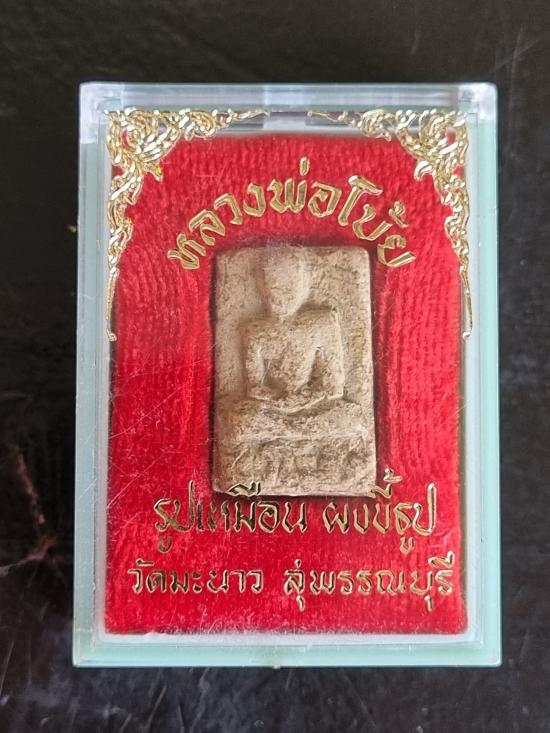 หลวงพ่อโบ้ย
รูปเหมือน ผงขี้ธูป
วัดมะนาว สุพรรณบุรี